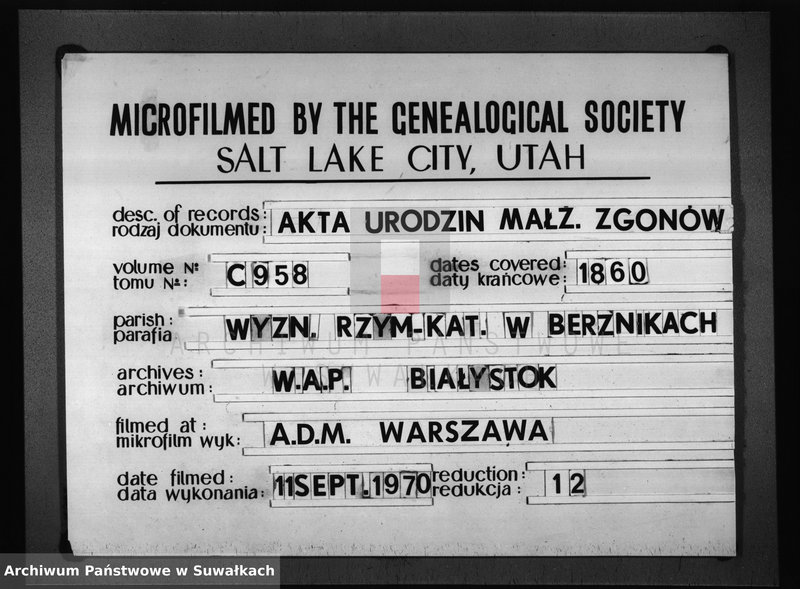 MICROFILMED BY THE GENEALOGICAL SOCIETY
SALT LAKE CITY, UTAH
desc. of records:
rodzaj dokumentu:
AKTA URODZIN MAŁŻ. ZGONÓW
volume №
tomu №:
C958
dates covered:
daty krańcowe:
1860
parish:
parafia
WYZN. RZYM-KAT. W BERZNIKACH
ARCHIWUM PAŃSTWOWE
archives:
archiwum:
W.A.P. BIAŁYSTOK
filmed at:
mikrofilm wyk:
A.D.M. WARSZAWA
date filmed:
data wykonania:
11SEPT.1970
reduction:
redukcja:
12
Archiwum Państwowe w Suwałkach